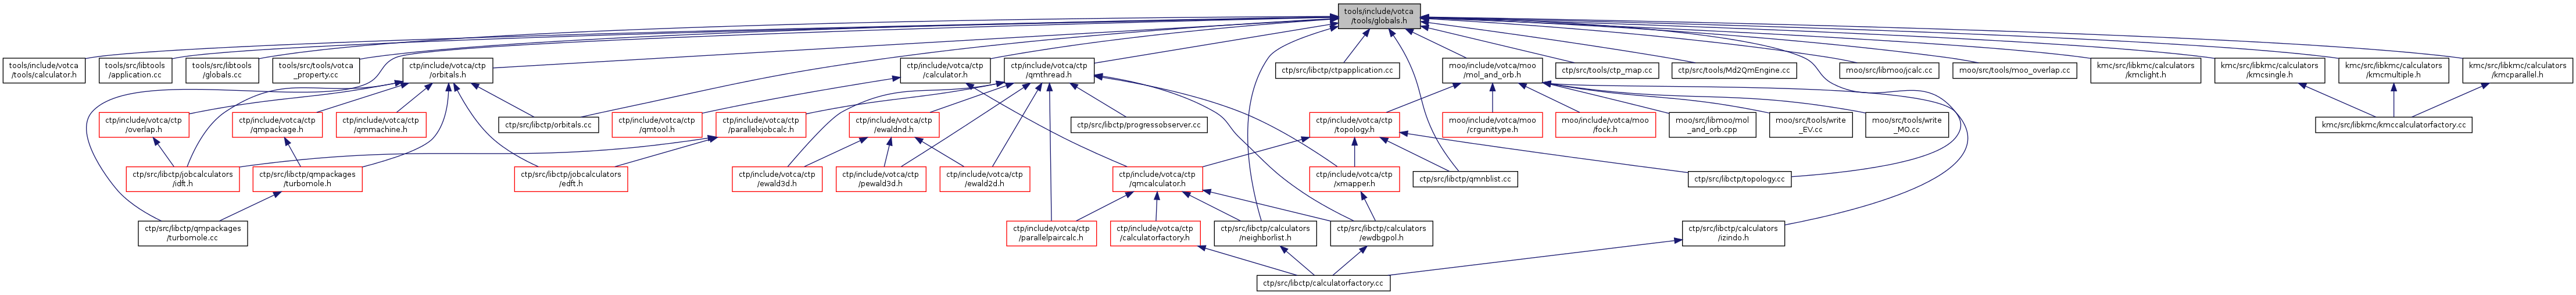 tools/include/votca
/tools/globals.h
tools/include/votca
/tools/calculator.h
tools/src/libtools
/application.cc
tools/src/libtools
/globals.cc
tools/src/tools/votca
_property.cc
ctp/include/votca/ctp
/orbitals.h
ctp/include/votca/ctp
/calculator.h
ctp/include/votca/ctp
/qmthread.h
ctp/src/libctp/ctpapplication.cc
moo/include/votca/moo
/mol_and_orb.h
ctp/src/tools/ctp_map.cc
ctp/src/tools/Md2QmEngine.cc
moo/src/libmoo/jcalc.cc
moo/src/tools/moo_overlap.cc
kmc/src/libkmc/calculators
/kmclight.h
kmc/src/libkmc/calculators
/kmcsingle.h
kmc/src/libkmc/calculators
/kmcmultiple.h
kmc/src/libkmc/calculators
/kmcparallel.h
ctp/include/votca/ctp
/overlap.h
ctp/include/votca/ctp
/qmpackage.h
ctp/include/votca/ctp
/qmmachine.h
ctp/src/libctp/orbitals.cc
ctp/include/votca/ctp
/qmtool.h
ctp/include/votca/ctp
/parallelxjobcalc.h
ctp/include/votca/ctp
/ewaldnd.h
ctp/src/libctp/progressobserver.cc
ctp/include/votca/ctp
/topology.h
moo/include/votca/moo
/crgunittype.h
moo/include/votca/moo
/fock.h
moo/src/libmoo/mol
_and_orb.cpp
moo/src/tools/write
_EV.cc
moo/src/tools/write
_MO.cc
kmc/src/libkmc/kmccalculatorfactory.cc
ctp/src/libctp/jobcalculators
/idft.h
ctp/src/libctp/qmpackages
/turbomole.h
ctp/src/libctp/jobcalculators
/edft.h
ctp/include/votca/ctp
/ewald3d.h
ctp/include/votca/ctp
/pewald3d.h
ctp/include/votca/ctp
/ewald2d.h
ctp/include/votca/ctp
/qmcalculator.h
ctp/include/votca/ctp
/xmapper.h
ctp/src/libctp/qmnblist.cc
ctp/src/libctp/topology.cc
ctp/src/libctp/qmpackages
/turbomole.cc
ctp/include/votca/ctp
/parallelpaircalc.h
ctp/include/votca/ctp
/calculatorfactory.h
ctp/src/libctp/calculators
/neighborlist.h
ctp/src/libctp/calculators
/ewdbgpol.h
ctp/src/libctp/calculators
/izindo.h
ctp/src/libctp/calculatorfactory.cc